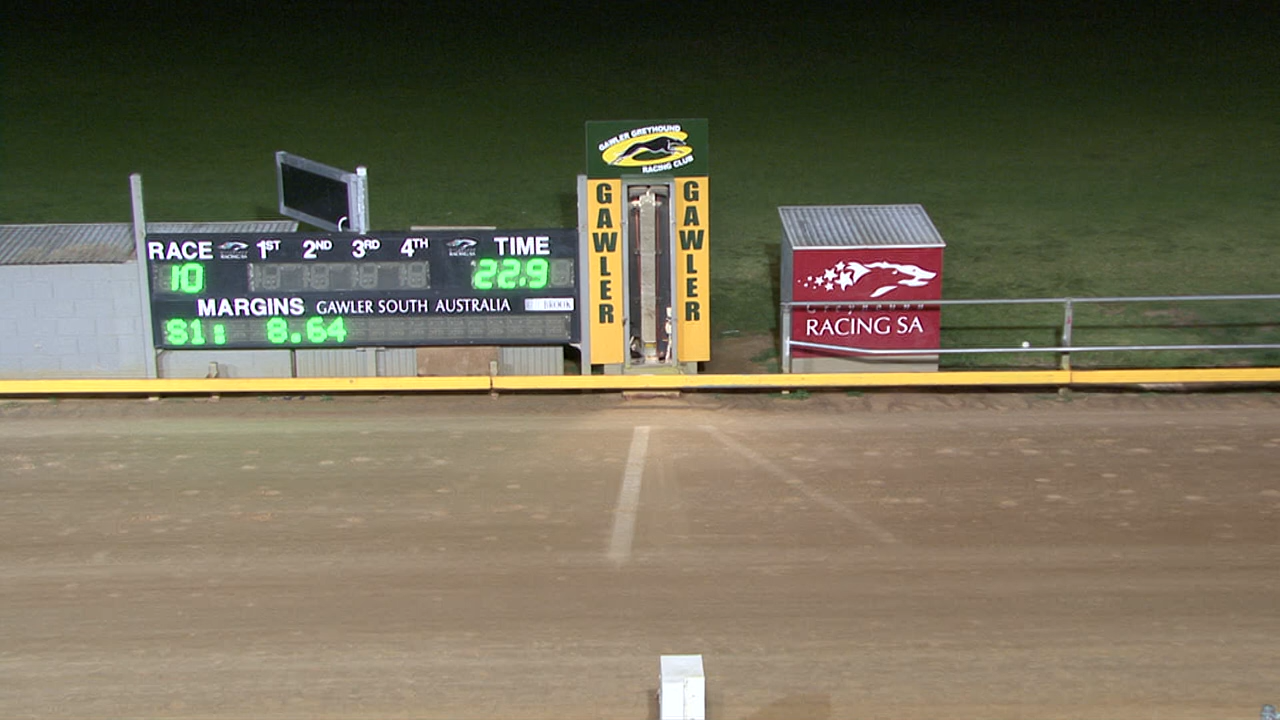 GAWLER GREYHOUND
RACING CLUB
GAWLER
GAWLER
RACE 1ST 2ND 3RD 4TH TIME
10 22.9
MARGINS GAWLER SOUTH AUSTRALIA
S1: 8.64
GREYHOUND
RACING SA